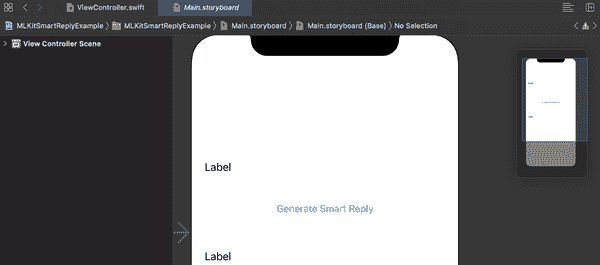 ViewController.swift
Main.storyboard
MLKitSmartReplyExample
MLKitSmartReplyExample
Main.storyboard
Main.storyboard (Base)
No Selection
View Controller Scene
Label
Generate Smart Reply
Label